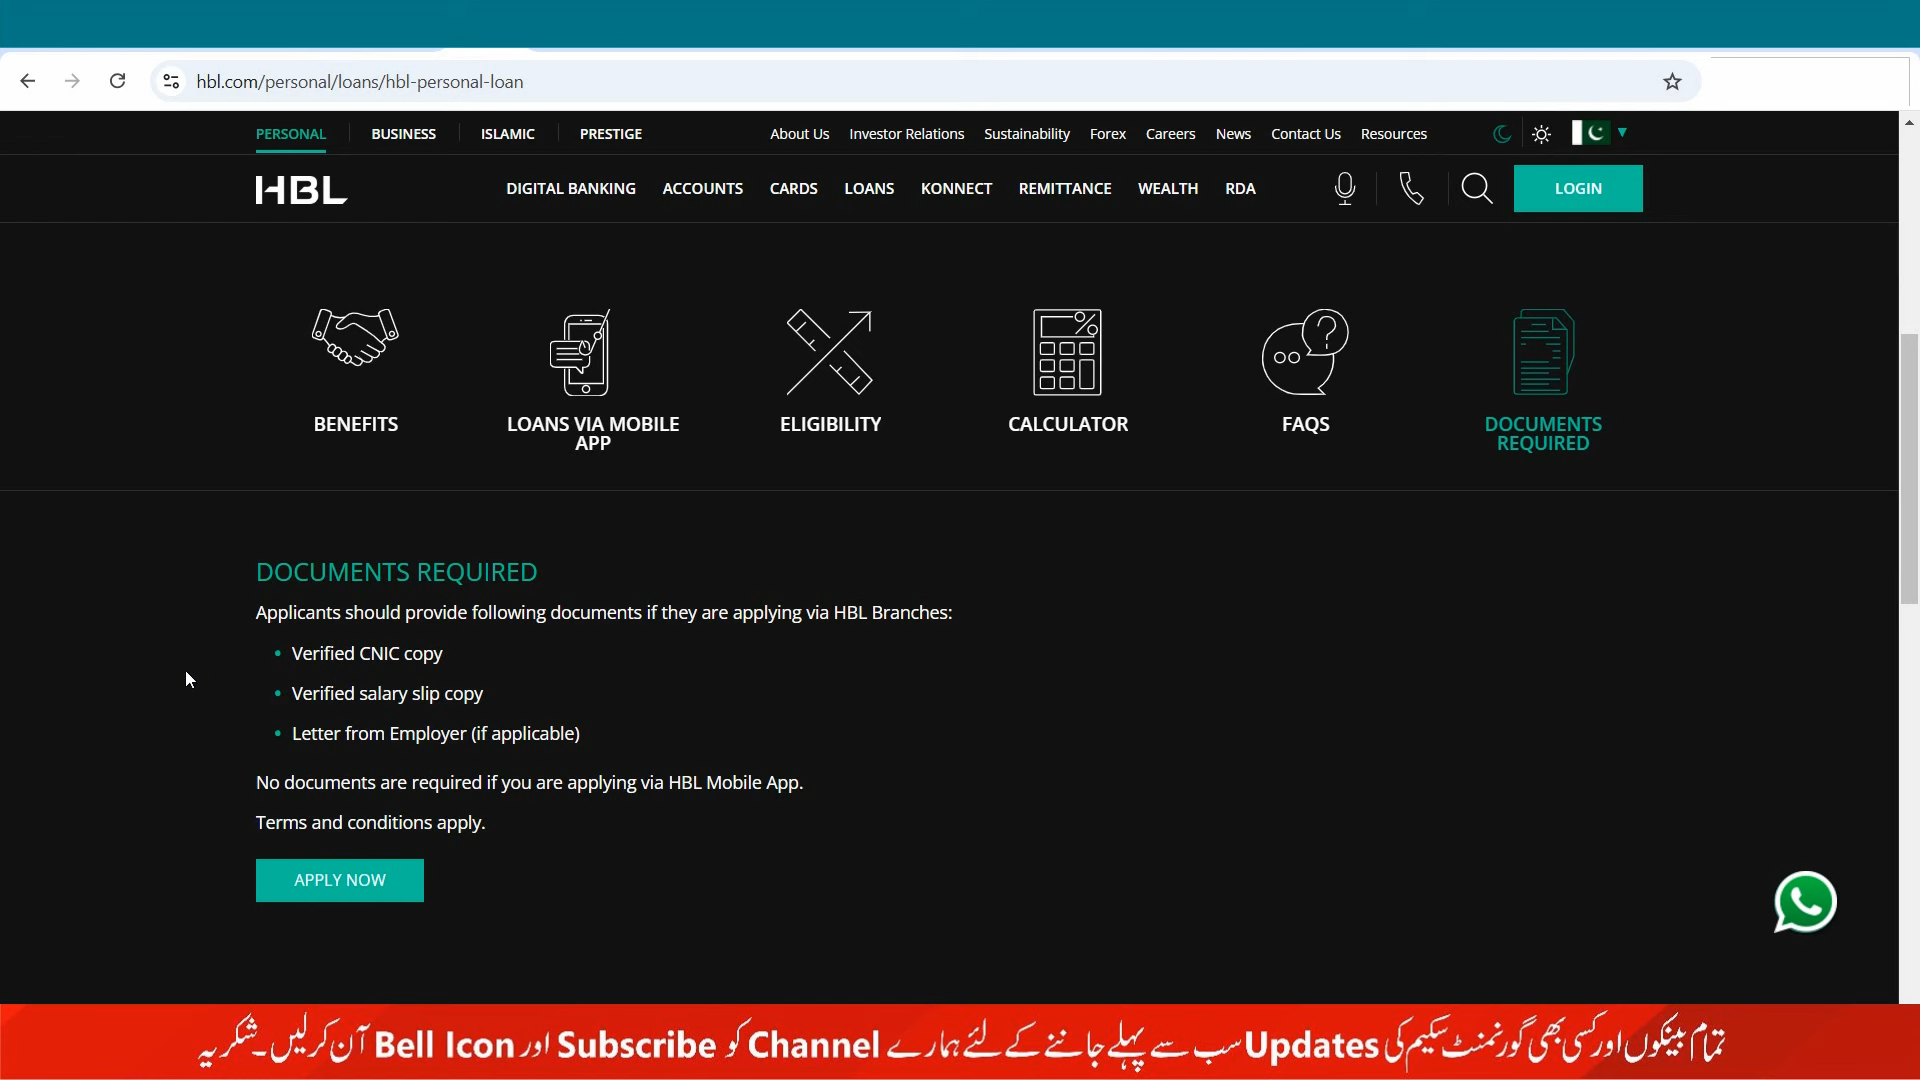 hbl.com/personal/loans/hbl-personal-loan
PERSONAL BUSINESS ISLAMIC PRESTIGE About Us Investor Relations Sustainability Forex Careers News Contact Us Resources
HBL DIGITAL BANKING ACCOUNTS CARDS LOANS KONNECT REMITTANCE WEALTH RDA LOGIN
BENEFITS
LOANS VIA MOBILE
APP
ELIGIBILITY
CALCULATOR
FAQS
DOCUMENTS
REQUIRED
DOCUMENTS REQUIRED
Applicants should provide following documents if they are applying via HBL Branches:
• Verified CNIC copy
• Verified salary slip copy
• Letter from Employer (if applicable)
No documents are required if you are applying via HBL Mobile App.
Terms and conditions apply.
APPLY NOW
تمام بینکوں اور کسی بھی گورنمنٹ سکیم کی Updates سب سے پہلے جاننے کے لئے ہمارے Channel کو Subscribe اور Bell Icon آن کر لیں۔ شکریہ